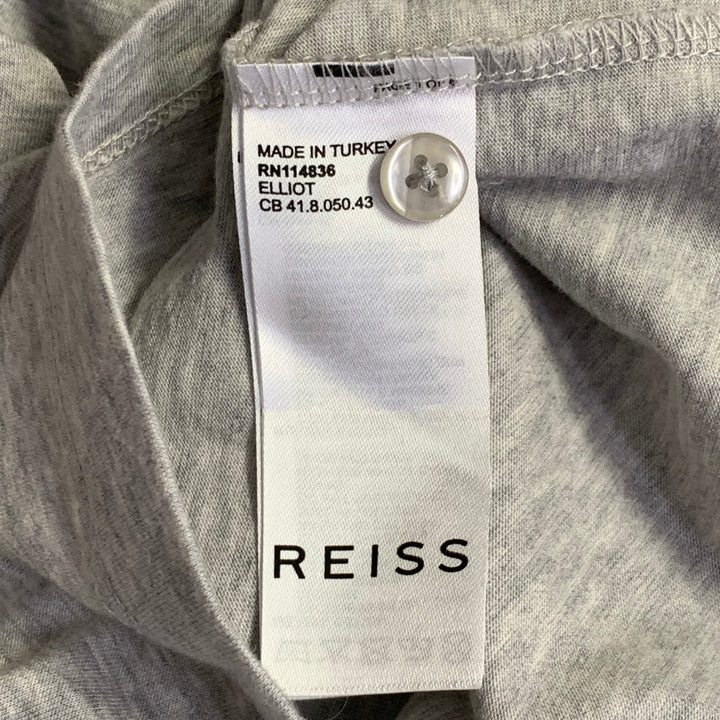 MADE IN TURKEY
RN114836
ELLIOT
CB 41.8.050.43
REISS